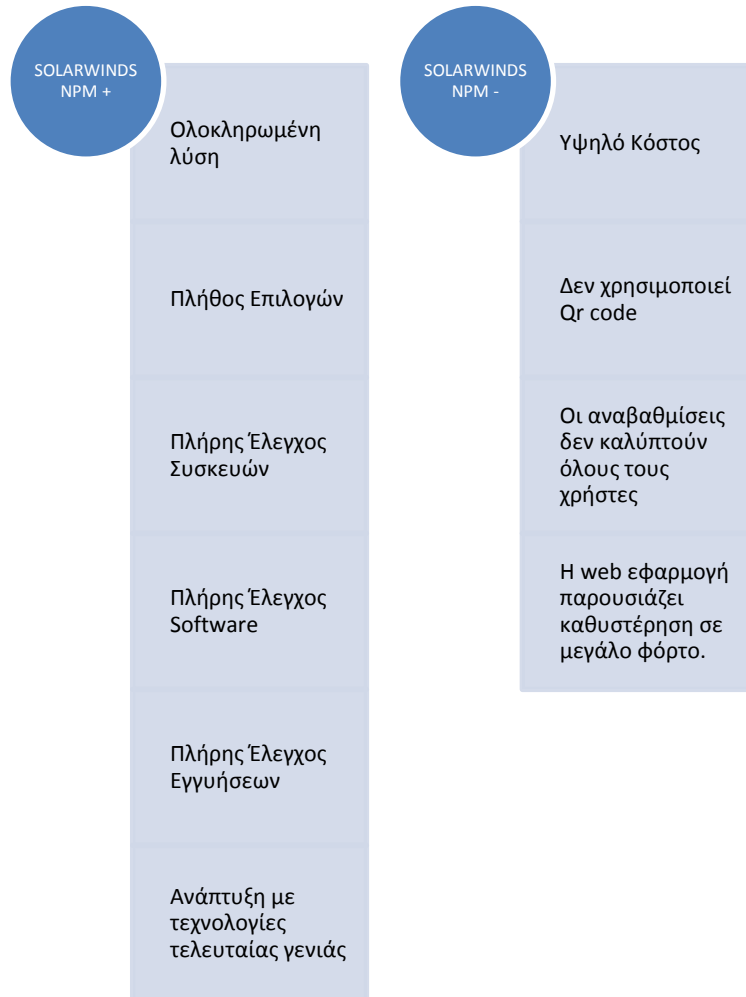 SOLARWINDS
NPM +
Ολοκληρωμένη
λύση
Πλήθος Επιλογών
Πλήρης Έλεγχος
Συσκευών
Πλήρης Έλεγχος
Software
Πλήρης Έλεγχος
Εγγυήσεων
Ανάπτυξη με
τεχνολογίες
τελευταίας γενιάς
SOLARWINDS
NPM -
Υψηλό Κόστος
Δεν χρησιμοποιεί
Qr code
Οι αναβαθμίσεις
δεν καλύπτούν
όλους τους
χρήστες
Η web εφαρμογή
παρουσιάζει
καθυστέρηση σε
μεγάλο φόρτο.